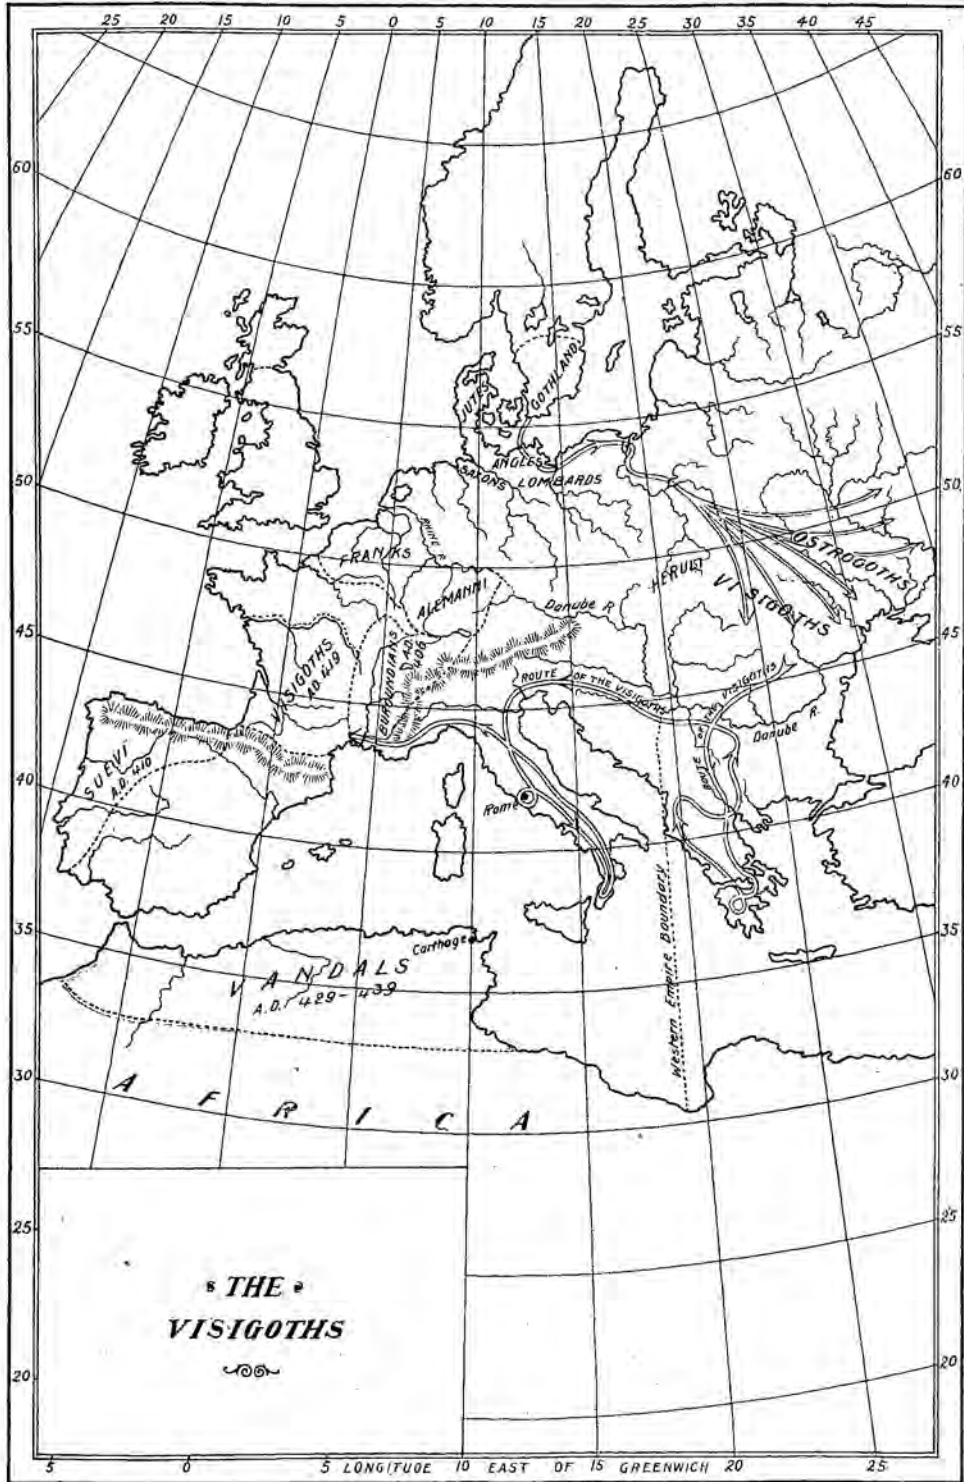 25 20 15 10 5 0 5 10 15 20 25 30 35 40 45
60 60
55 55
50 50
45 45
40 40
35 35
30 30
25 25
20 20
JUTES
GOTHLAND
ANGLES
SAXONS
LOMBARDS
RHINE R.
FRANKS
ALEMANNI
HERULI
OSTROGOTHS
VISIGOTHS
Danube R.
VISIGOTHS
A.D. 419
BURGUNDIANS
A.D. 
ROUTE OF THE VISIGOTHS
ROUTE OF THE VISIGOTHS
Danube R.
SUEVI
A.D. 410
Rome
Carthage
VANDALS
A.D. 429-439
Western Empire Boundary
AFRICA
THE
VISIGOTHS
5 0 5 10 15 20 25
LONGITUDE EAST OF GREENWICH